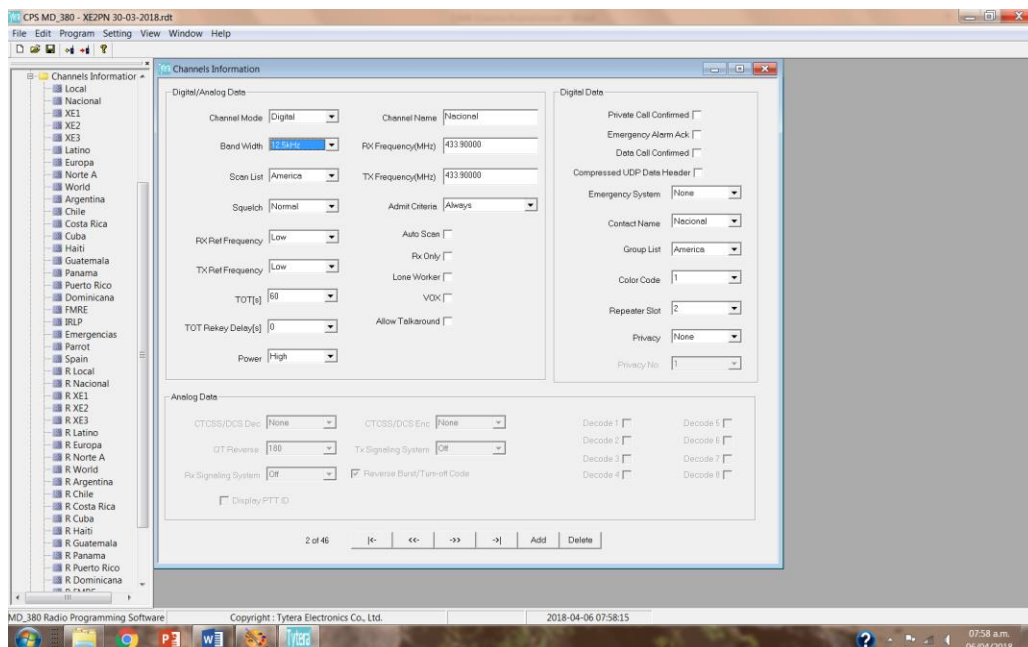 CPS MD_380 - XE2PN 30-03-2018.rdt
File Edit Program Setting View Window Help
Channels Information
Channels Informatior
Local
Nacional
XE1
XE2
XE3
Latino
Europa
Norte A
World
Argentina
Chile
Costa Rica
Cuba
Haiti
Guatemala
Panama
Puerto Rico
Dominicana
FMRE
IRLP
Emergencias
Parrot
Spain
R Local
R Nacional
R XE1
R XE2
R XE3
R Latino
R Europa
R Norte A
R World
R Argentina
R Chile
R Costa Rica
R Cuba
R Haiti
R Guatemala
R Panama
R Puerto Rico
R Dominicana
R FMRE
Digital/Analog Data
Channel Mode Digital Channel Name Nacional
Band Width 12.5kHz RX Frequency(MHz) 433.90000
Scan List America TX Frequency(MHz) 433.90000
Squelch Normal Admit Criteria Always
RX Ref Frequency Low Auto Scan
Rx Only
TX Ref Frequency Low Lone Worker
TOT[s] 60 VOX
TOT Rekey Delay[s] 0 Allow Talkaround
Power High
Digital Data
Private Call Confirmed
Emergency Alarm Ack
Data Call Confirmed
Compressed UDP Data Header
Emergency System None
Contact Name Nacional
Group List America
Color Code 1
Repeater Slot 2
Privacy None
Privacy No. 1
Analog Data
CTCSS/DCS Dec None CTCSS/DCS Enc None Decode 1 Decode 5
QT Reverse 180 Tx Signaling System Off Decode 2 Decode 6
Rx Signaling System Off Reverse Burst/Turn-off Code Decode 3 Decode 7
Decode 4 Decode 8
Display PTT ID
2 of 46 |<- <<- ->> ->| Add Delete
MD_380 Radio Programming Software Copyright : Tytera Electronics Co., Ltd. 2018-04-06 07:58:15
Tytera
07:58 a.m.
06/04/2018